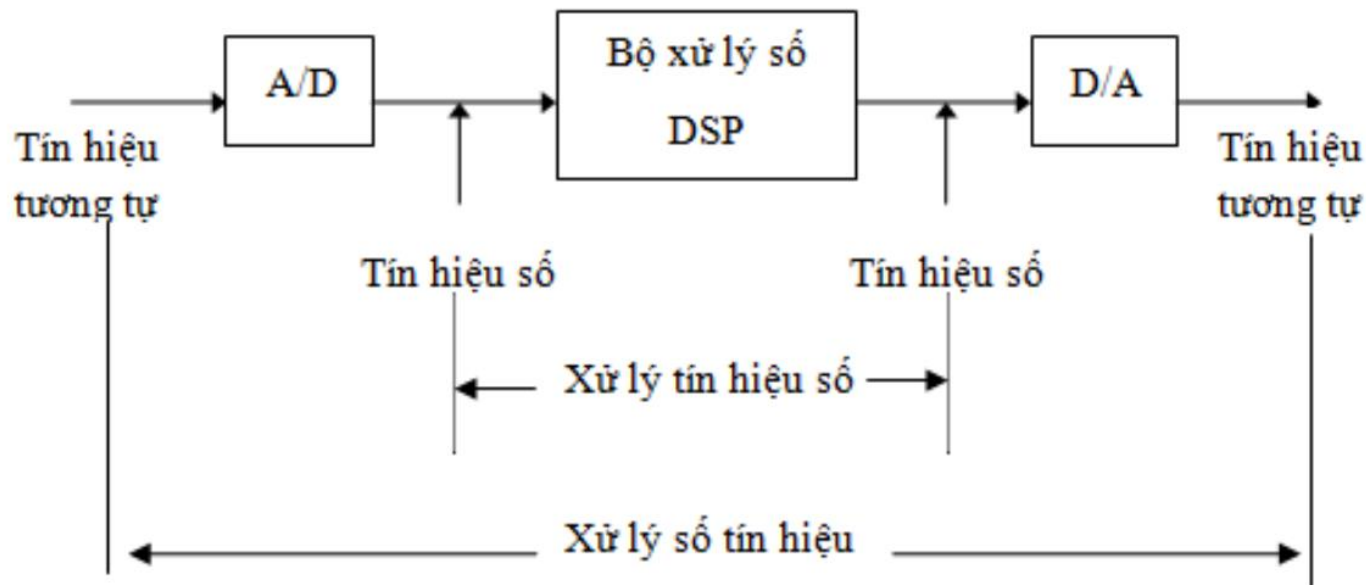 A/D
Bộ xử lý số
DSP
D/A
Tín hiệu
tương tự
Tín hiệu
tương tự
Tín hiệu số
Tín hiệu số
Xử lý tín hiệu số
Xử lý số tín hiệu